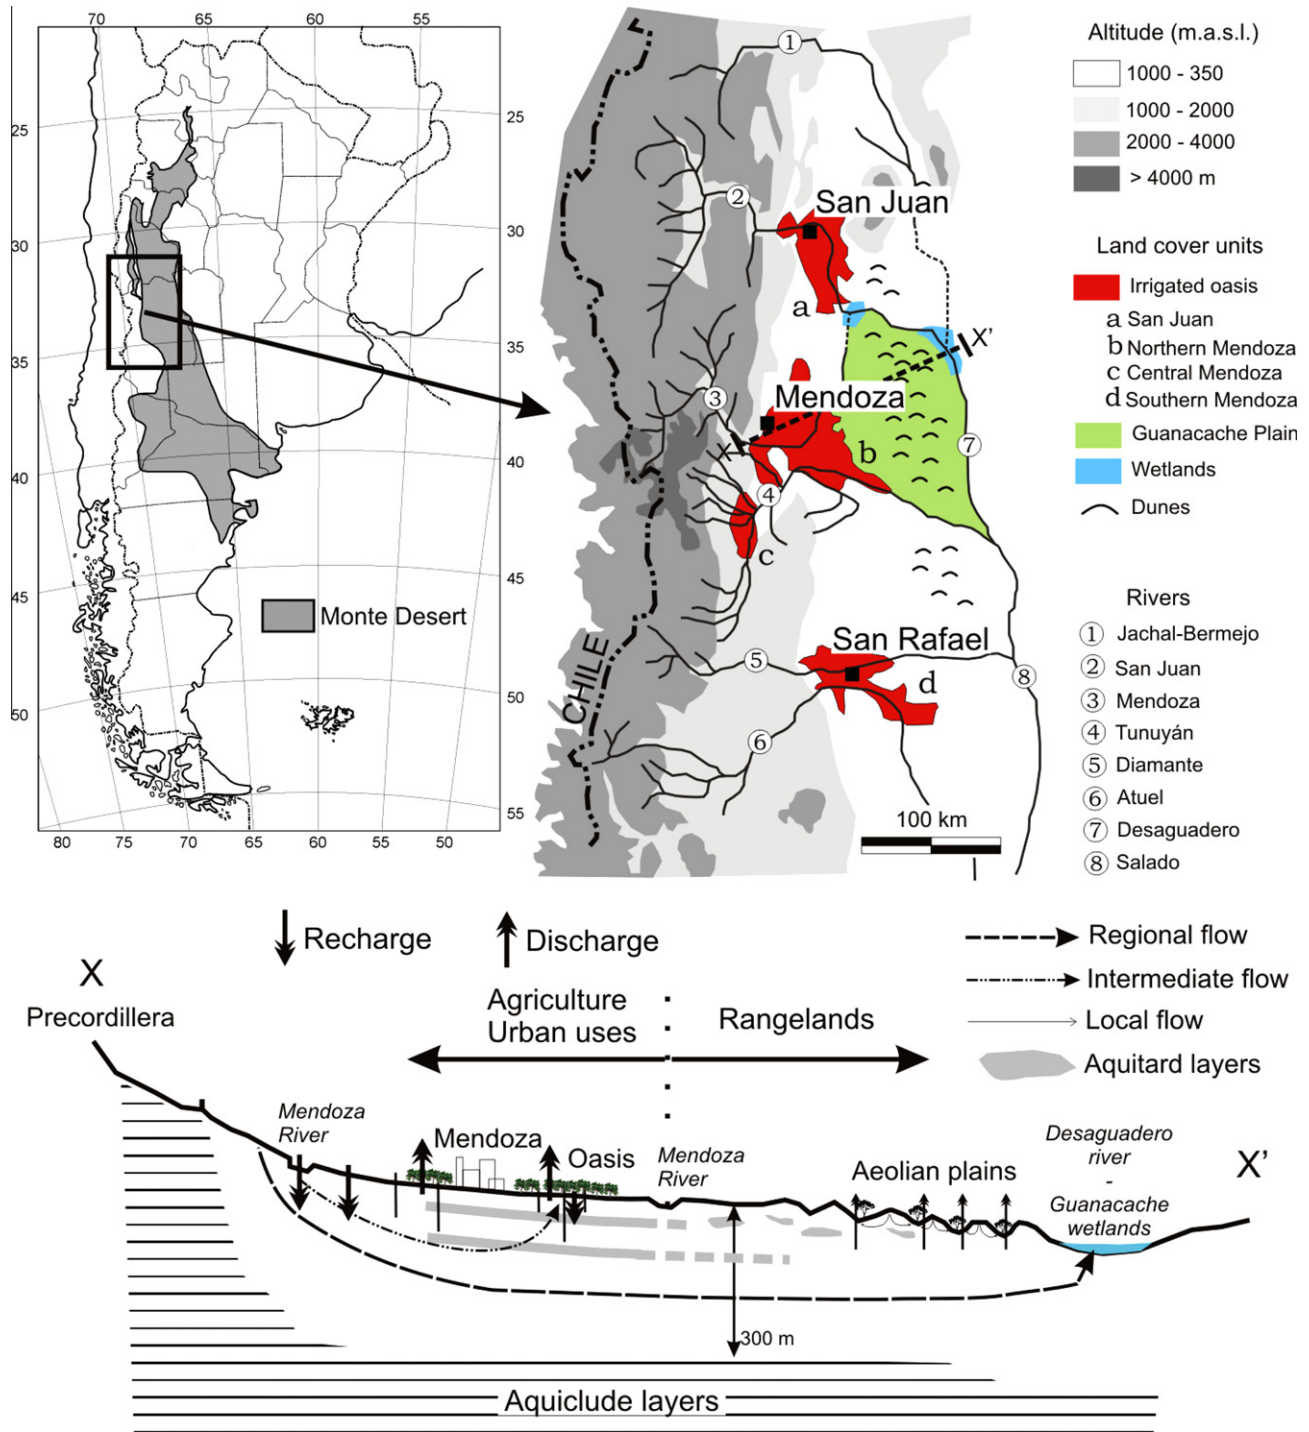 70
65
60
55
25
30
35
40
45
50
25
30
35
40
45
50
55
80
75
70
65
60
55
50
47
Monte Desert
1
2
3
4
5
6
7
8
San Juan
a
X'
Mendoza
X
b
c
CHILE
San Rafael
d
100 km
Altitude (m.a.s.l.)
1000 - 350
1000 - 2000
2000 - 4000
> 4000 m
Land cover units
Irrigated oasis
a San Juan
b Northern Mendoza
c Central Mendoza
d Southern Mendoza
Guanacache Plain
Wetlands
Dunes
Rivers
1 Jachal-Bermejo
2 San Juan
3 Mendoza
4 Tunuyán
5 Diamante
6 Atuel
7 Desaguadero
8 Salado
Recharge
Discharge
Regional flow
Intermediate flow
Local flow
Aquitard layers
X
Precordillera
Agriculture
Urban uses
Rangelands
Mendoza
River
Mendoza
Oasis
Mendoza
River
Aeolian plains
Desaguadero
river
-
Guanacache
wetlands
X'
300 m
Aquiclude layers